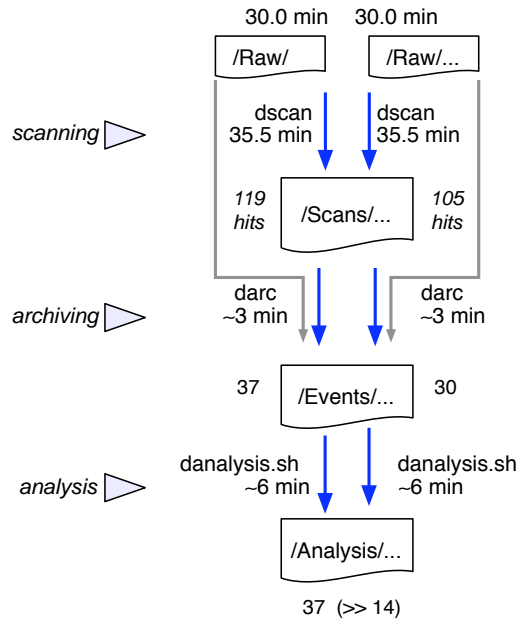 30.0 min 30.0 min
/Raw/ /Raw/...
scanning
dscan
35.5 min
dscan
35.5 min
119
hits
/Scans/...
105
hits
archiving
darc
~3 min
darc
~3 min
37 /Events/... 30
analysis
danalysis.sh
~6 min
danalysis.sh
~6 min
/Analysis/...
37 (>> 14)